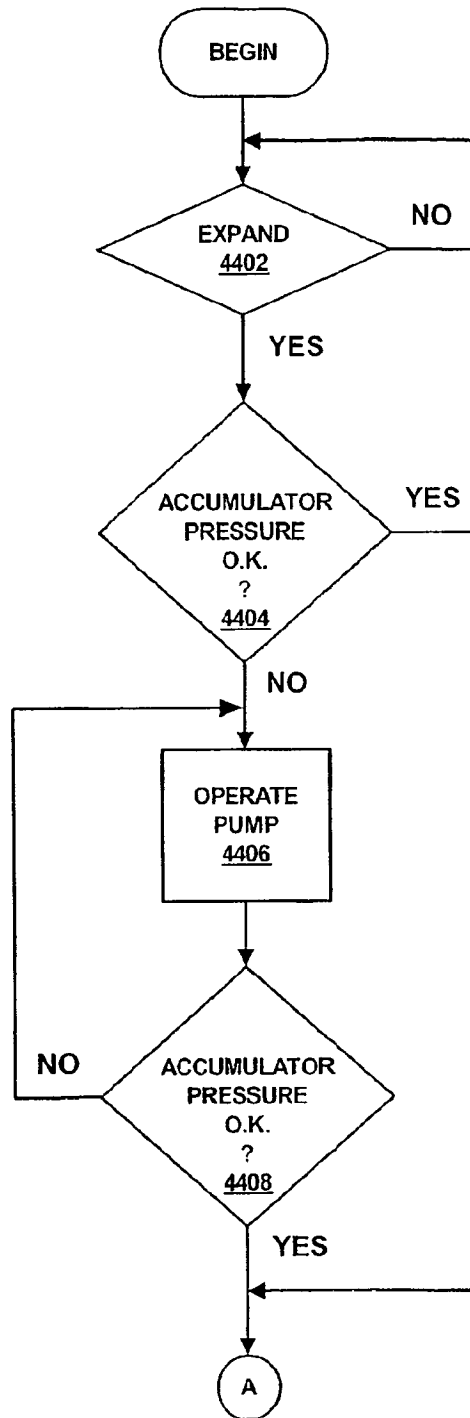 BEGIN
EXPAND
4402
NO
YES
ACCUMULATOR
PRESSURE
O.K.
?
4404
YES
NO
OPERATE
PUMP
4406
NO
ACCUMULATOR
PRESSURE
O.K.
?
4408
YES
A